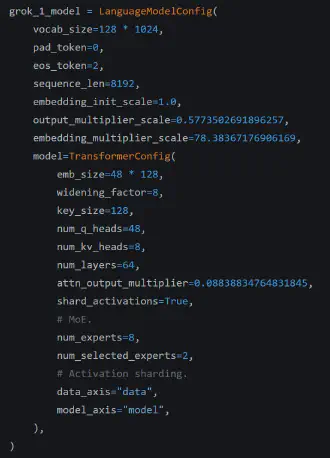 grok_1_model = LanguageModelConfig(
    vocab_size=128 * 1024,
    pad_token=0,
    eos_token=2,
    sequence_len=8192,
    embedding_init_scale=1.0,
    output_multiplier_scale=0.5773502691896257,
    embedding_multiplier_scale=78.38367176906169,
    model=TransformerConfig(
        emb_size=48 * 128,
        widening_factor=8,
        key_size=128,
        num_q_heads=48,
        num_kv_heads=8,
        num_layers=64,
        attn_output_multiplier=0.08838834764831845,
        shard_activations=True,
        # MoE.
        num_experts=8,
        num_selected_experts=2,
        # Activation sharding.
        data_axis="data",
        model_axis="model",
    ),
)